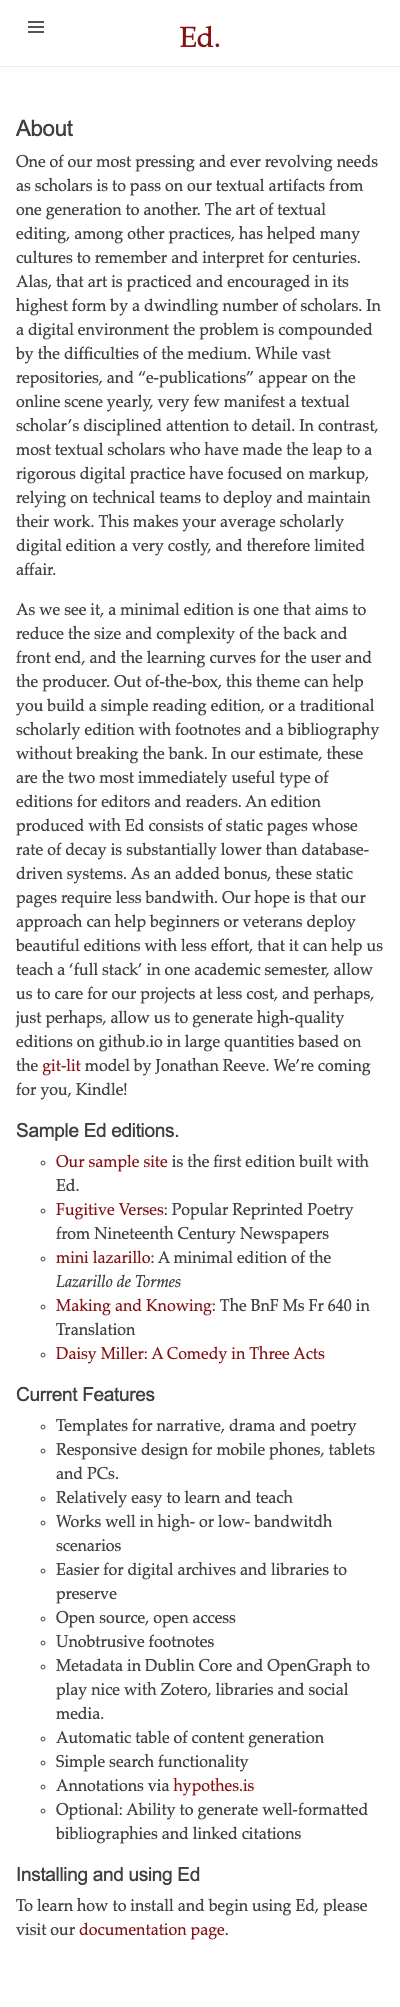 Ed.
About
One of our most pressing and ever revolving needs
as scholars is to pass on our textual artifacts from
one generation to another. The art of textual
editing, among other practices, has helped many
cultures to remember and interpret for centuries.
Alas, that art is practiced and encouraged in its
highest form by a dwindling number of scholars. In
a digital environment the problem is compounded
by the difficulties of the medium. While vast
repositories, and “e-publications” appear on the
online scene yearly, very few manifest a textual
scholar’s disciplined attention to detail. In contrast,
most textual scholars who have made the leap to a
rigorous digital practice have focused on markup,
relying on technical teams to deploy and maintain
their work. This makes your average scholarly
digital edition a very costly, and therefore limited
affair.
As we see it, a minimal edition is one that aims to
reduce the size and complexity of the back and
front end, and the learning curves for the user and
the producer. Out of-the-box, this theme can help
you build a simple reading edition, or a traditional
scholarly edition with footnotes and a bibliography
without breaking the bank. In our estimate, these
are the two most immediately useful type of
editions for editors and readers. An edition
produced with Ed consists of static pages whose
rate of decay is substantially lower than database-
driven systems. As an added bonus, these static
pages require less bandwith. Our hope is that our
approach can help beginners or veterans deploy
beautiful editions with less effort, that it can help us
teach a ‘full stack’ in one academic semester, allow
us to care for our projects at less cost, and perhaps,
just perhaps, allow us to generate high-quality
editions on github.io in large quantities based on
the git-lit model by Jonathan Reeve. We’re coming
for you, Kindle!
Sample Ed editions.
Our sample site is the first edition built with
Ed.
Fugitive Verses: Popular Reprinted Poetry
from Nineteenth Century Newspapers
mini lazarillo: A minimal edition of the
Lazarillo de Tormes
Making and Knowing: The BnF Ms Fr 640 in
Translation
Daisy Miller: A Comedy in Three Acts
Current Features
Templates for narrative, drama and poetry
Responsive design for mobile phones, tablets
and PCs.
Relatively easy to learn and teach
Works well in high- or low- bandwitdh
scenarios
Easier for digital archives and libraries to
preserve
Open source, open access
Unobtrusive footnotes
Metadata in Dublin Core and OpenGraph to
play nice with Zotero, libraries and social
media.
Automatic table of content generation
Simple search functionality
Annotations via hypothes.is
Optional: Ability to generate well-formatted
bibliographies and linked citations
Installing and using Ed
To learn how to install and begin using Ed, please
visit our documentation page.